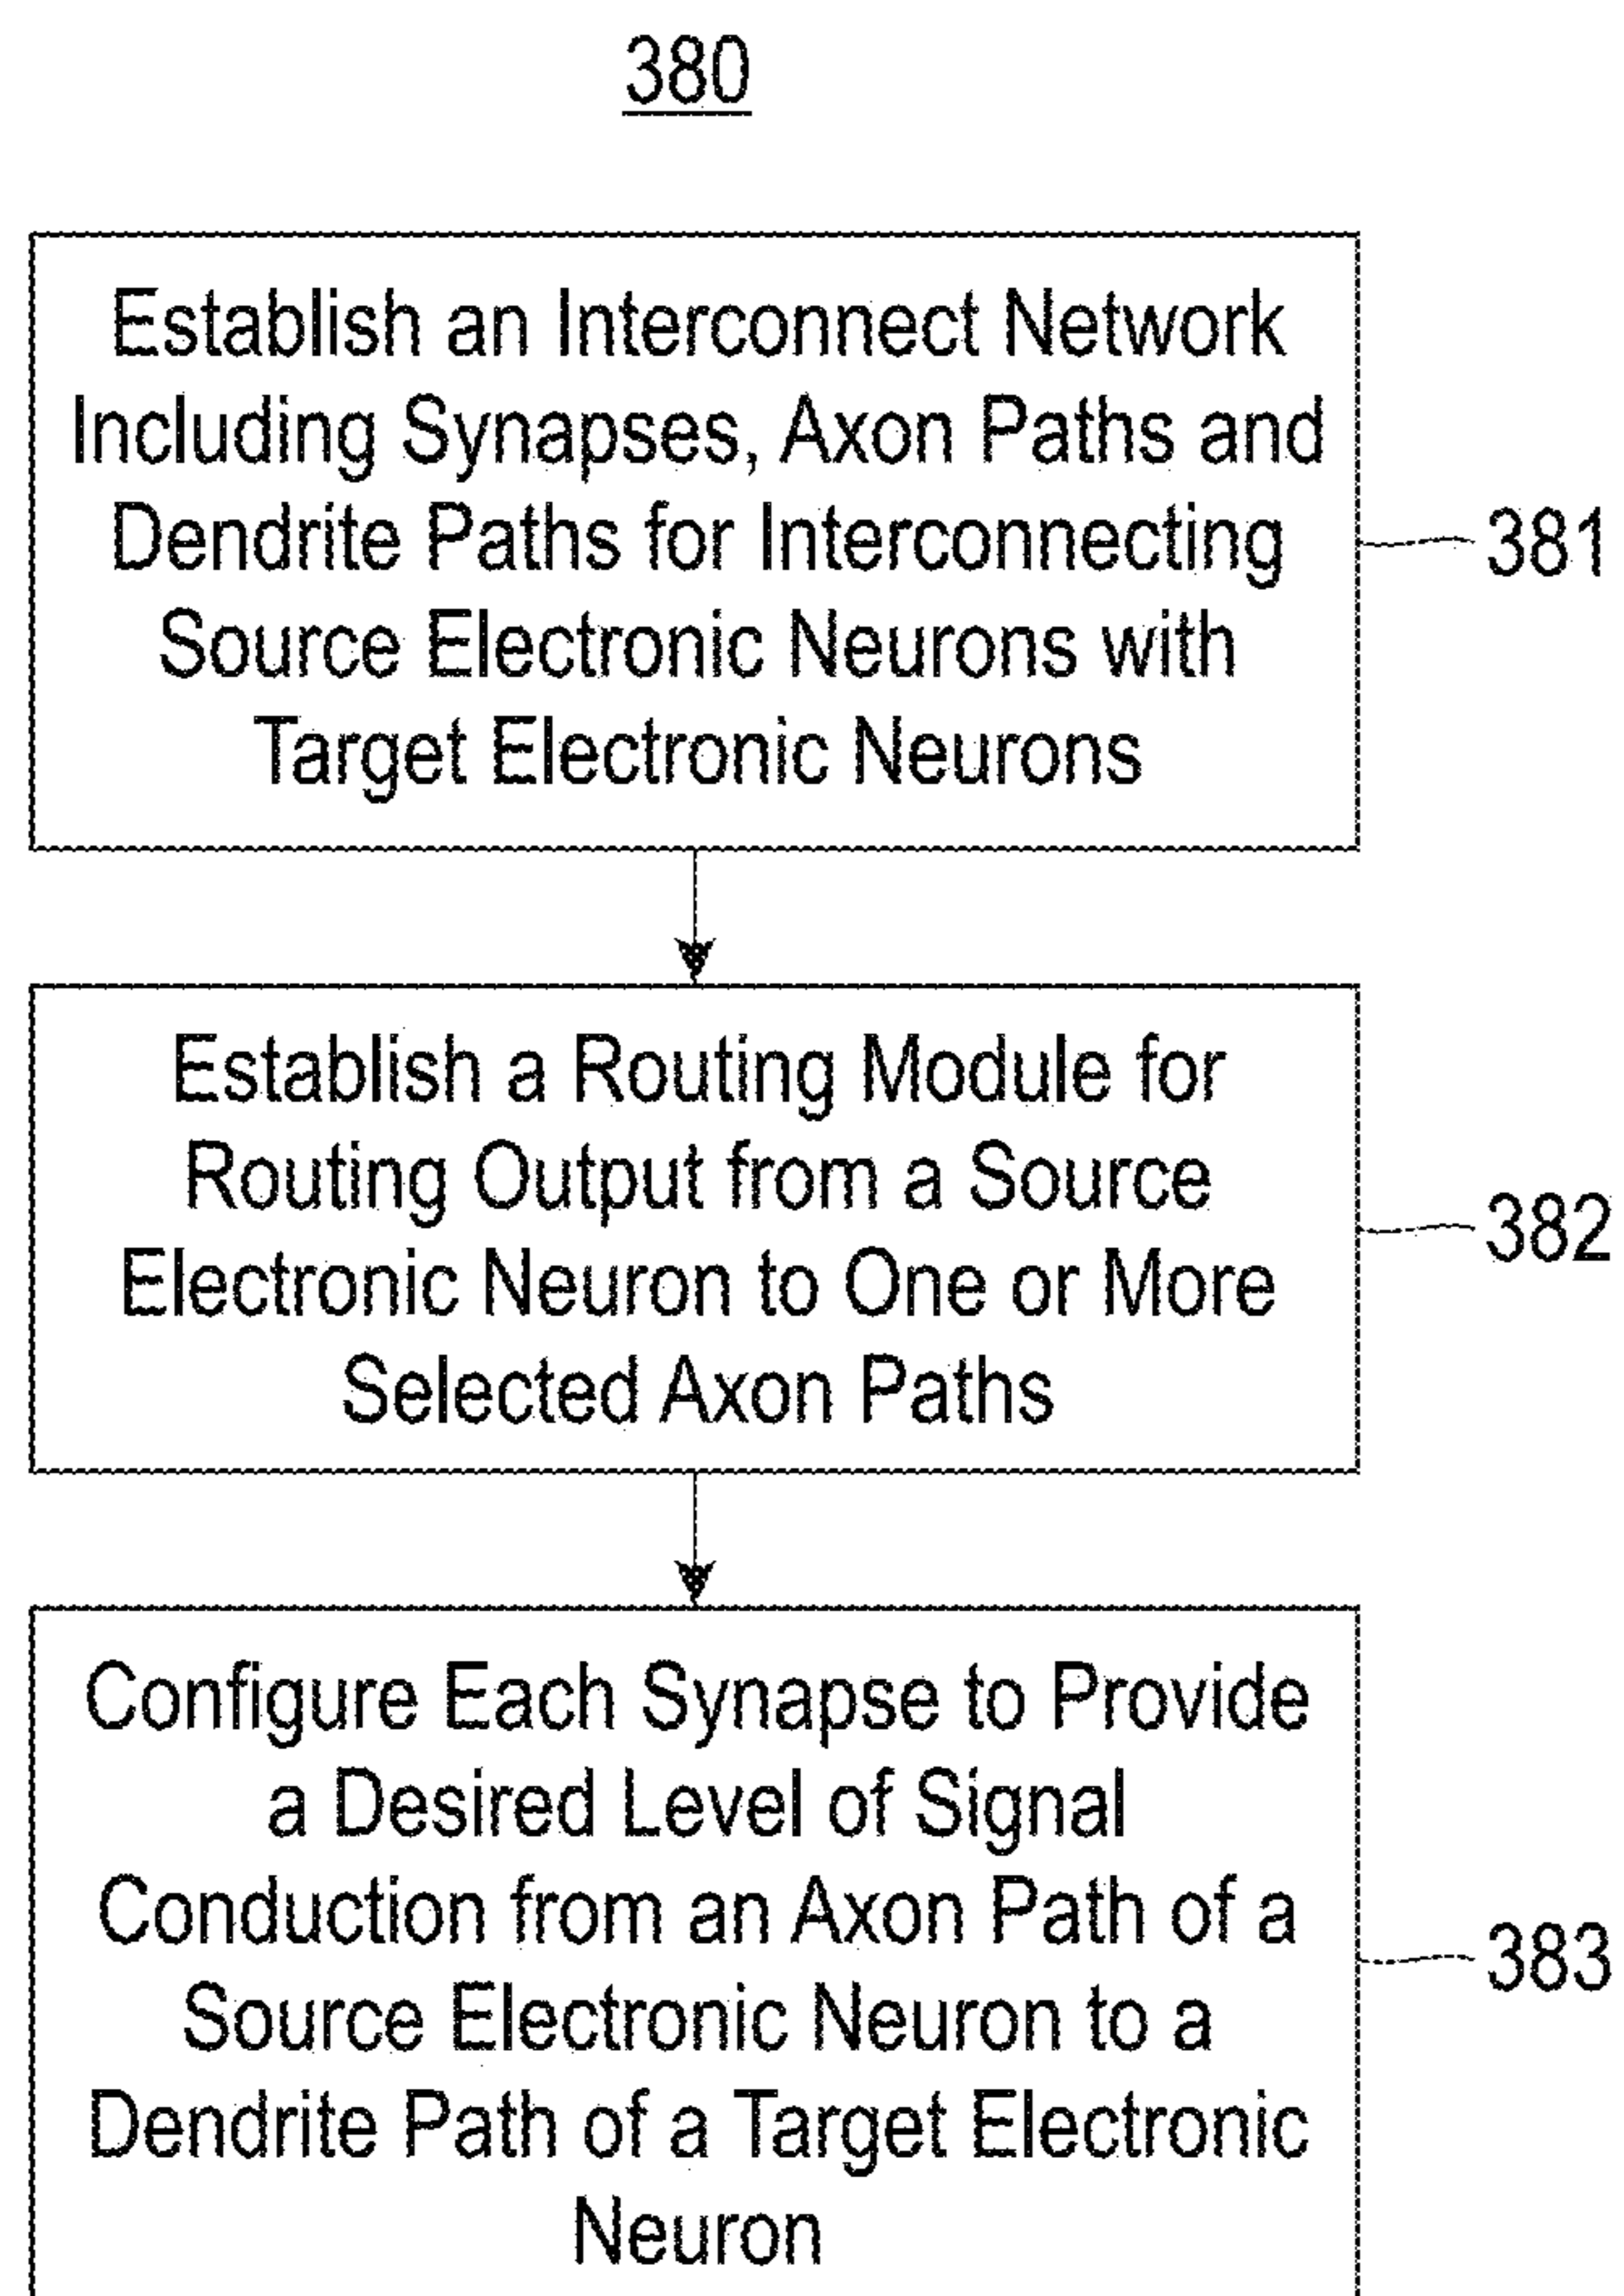 380
Establish an Interconnect Network
Including Synapses, Axon Paths and
Dendrite Paths for Interconnecting
Source Electronic Neurons with
Target Electronic Neurons
381
Establish a Routing Module for
Routing Output from a Source
Electronic Neuron to One or More
Selected Axon Paths
382
Configure Each Synapse to Provide
a Desired Level of Signal
Conduction from an Axon Path of a
Source Electronic Neuron to a
Dendrite Path of a Target Electronic
Neuron
383